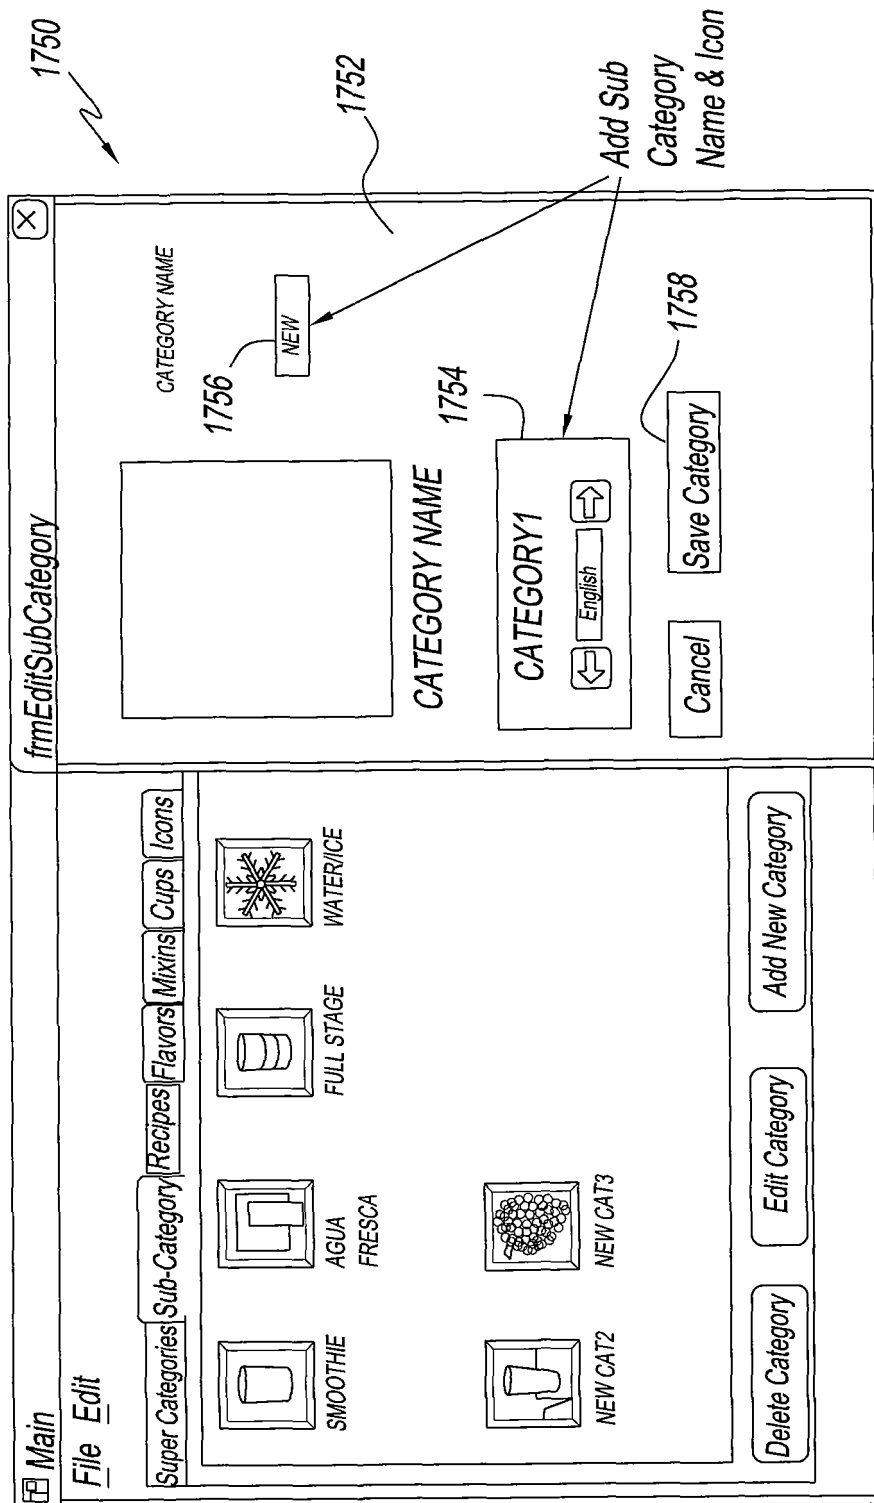 Main
File Edit
Super Categories Sub-Category Recipes Flavors Mixins Cups Icons
SMOOTHIE
AGUA
FRESCA
FULL STAGE
WATER/ICE
NEW CAT2
NEW CAT3
Delete Category
Edit Category
Add New Category
frmEditSubCategory
X
CATEGORY NAME
1756
NEW
CATEGORY NAME
1754
CATEGORY1
English
Cancel
Save Category
1758
1750
1752
Add Sub
Category
Name & Icon